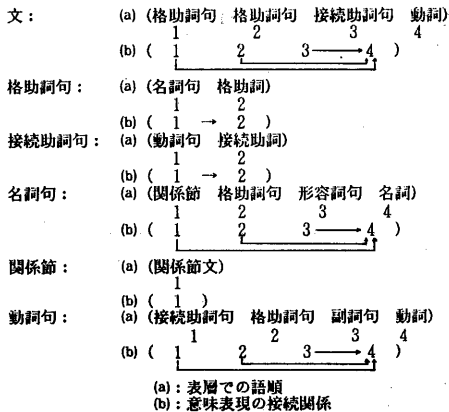 文： (a) (格助詞句 格助詞句 接続助詞句 動詞)
1 2 3 4
(b) ( 1 2 3 → 4 )
格助詞句： (a) (名詞句 格助詞)
1 2
(b) ( 1 → 2 )
接続助詞句： (a) (動詞句 接続助詞)
1 2
(b) ( 1 → 2 )
名詞句： (a) (関係節 格助詞句 形容詞句 名詞)
1 2 3 4
(b) ( 1 2 3 → 4 )
関係節： (a) (関係節文)
1
(b) ( 1 )
動詞句： (a) (接続助詞句 格助詞句 副詞句 動詞)
1 2 3 4
(b) ( 1 2 3 → 4 )
(a)：表層での語順
(b)：意味表現の接続関係